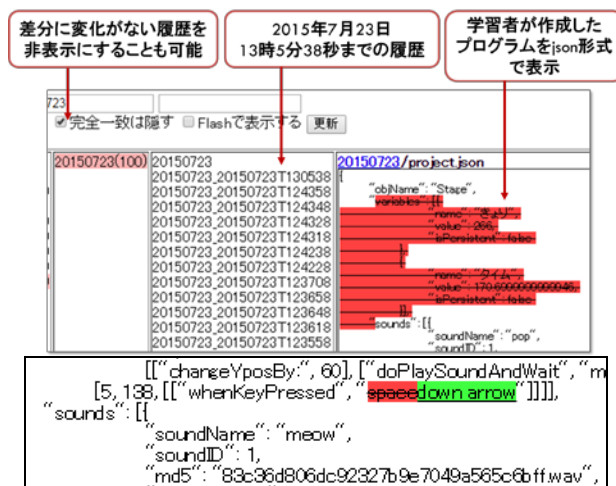 差分に変化がない履歴を
非表示にすることも可能
2015年7月23日
13時5分38秒までの履歴
学習者が作成した
プログラムをjson形式
で表示
723
完全一致は隠す Flashで表示する 更新
20150723(100)
20150723
20150723_20150723T130538
20150723_20150723T124358
20150723_20150723T124348
20150723_20150723T124328
20150723_20150723T124318
20150723_20150723T124238
20150723_20150723T124228
20150723_20150723T123708
20150723_20150723T123658
20150723_20150723T123648
20150723_20150723T123618
20150723_20150723T123558
20150723/project.json
{
"objName": "Stage",
"variables": [{
"name": "きょり",
"value": 266,
"isPersistent": false
},
{
"name": "タイム",
"value": 170.6999999999946,
"isPersistent": false
}],
"sounds": [{
"soundName": "pop",
"soundID": 1,
[["changeYposBy:", 60], ["doPlaySoundAndWait", "m
[5, 138, [["whenKeyPressed", "spacedown arrow"]]]],
"sounds": [{
"soundName": "meow",
"soundID": 1,
"md5": "83c36d806dc92327b9e7049a565c6bff.wav",